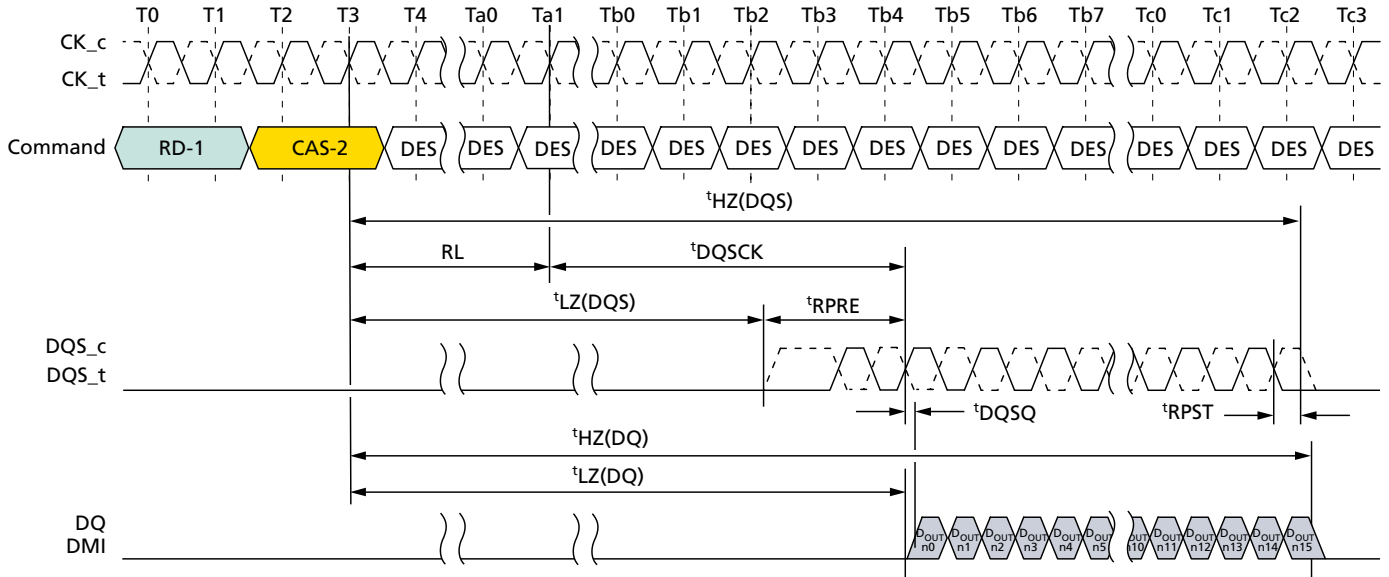 T0 T1 T2 T3 T4 Ta0 Ta1 Tb0 Tb1 Tb2 Tb3 Tb4 Tb5 Tb6 Tb7 Tc0 Tc1 Tc2 Tc3
CK_c
CK_t
Command RD-1 CAS-2 DES DES DES DES DES DES DES DES DES DES DES DES DES DES DES
tHZ(DQS)
RL tDQSCK
tLZ(DQS) tRPRE
DQS_c
DQS_t
tDQSQ tRPST
tHZ(DQ)
tLZ(DQ)
DQ
DMI
DOUT DOUT DOUT DOUT DOUT DOUT DOUT DOUT DOUT DOUT DOUT
n0 n1 n2 n3 n4 n5 n10 n11 n12 n13 n14 n15